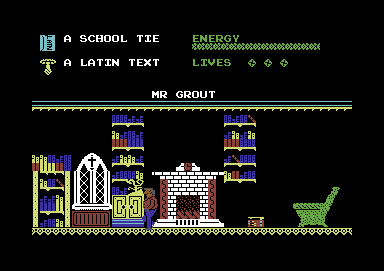 A SCHOOL TIE
ENERGY
A LATIN TEXT
LIVES
MR GROUT